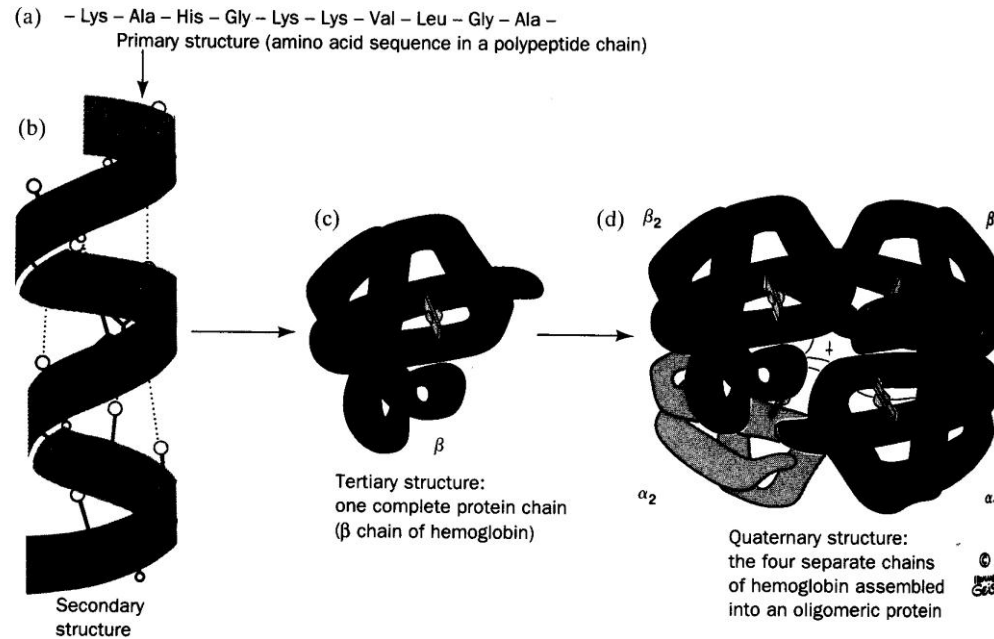 (a) – Lys – Ala – His – Gly – Lys – Lys – Val – Leu – Gly – Ala –
Primary structure (amino acid sequence in a polypeptide chain)
(b)
Secondary
structure
(c)
β
Tertiary structure:
one complete protein chain
(β chain of hemoglobin)
(d)
β₂
β
α₂
α
Quaternary structure:
the four separate chains
of hemoglobin assembled
into an oligomeric protein
©